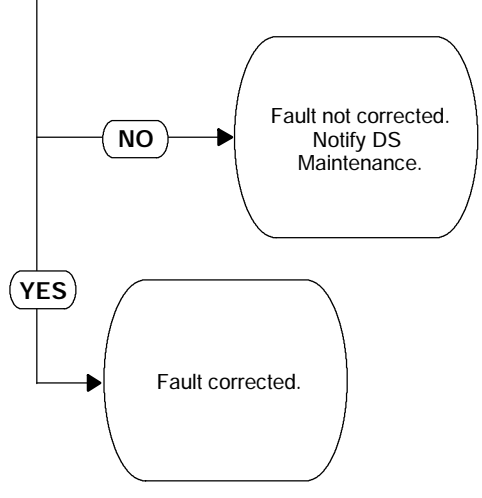 NO
Fault not corrected.
Notify DS
Maintenance.
YES
Fault corrected.